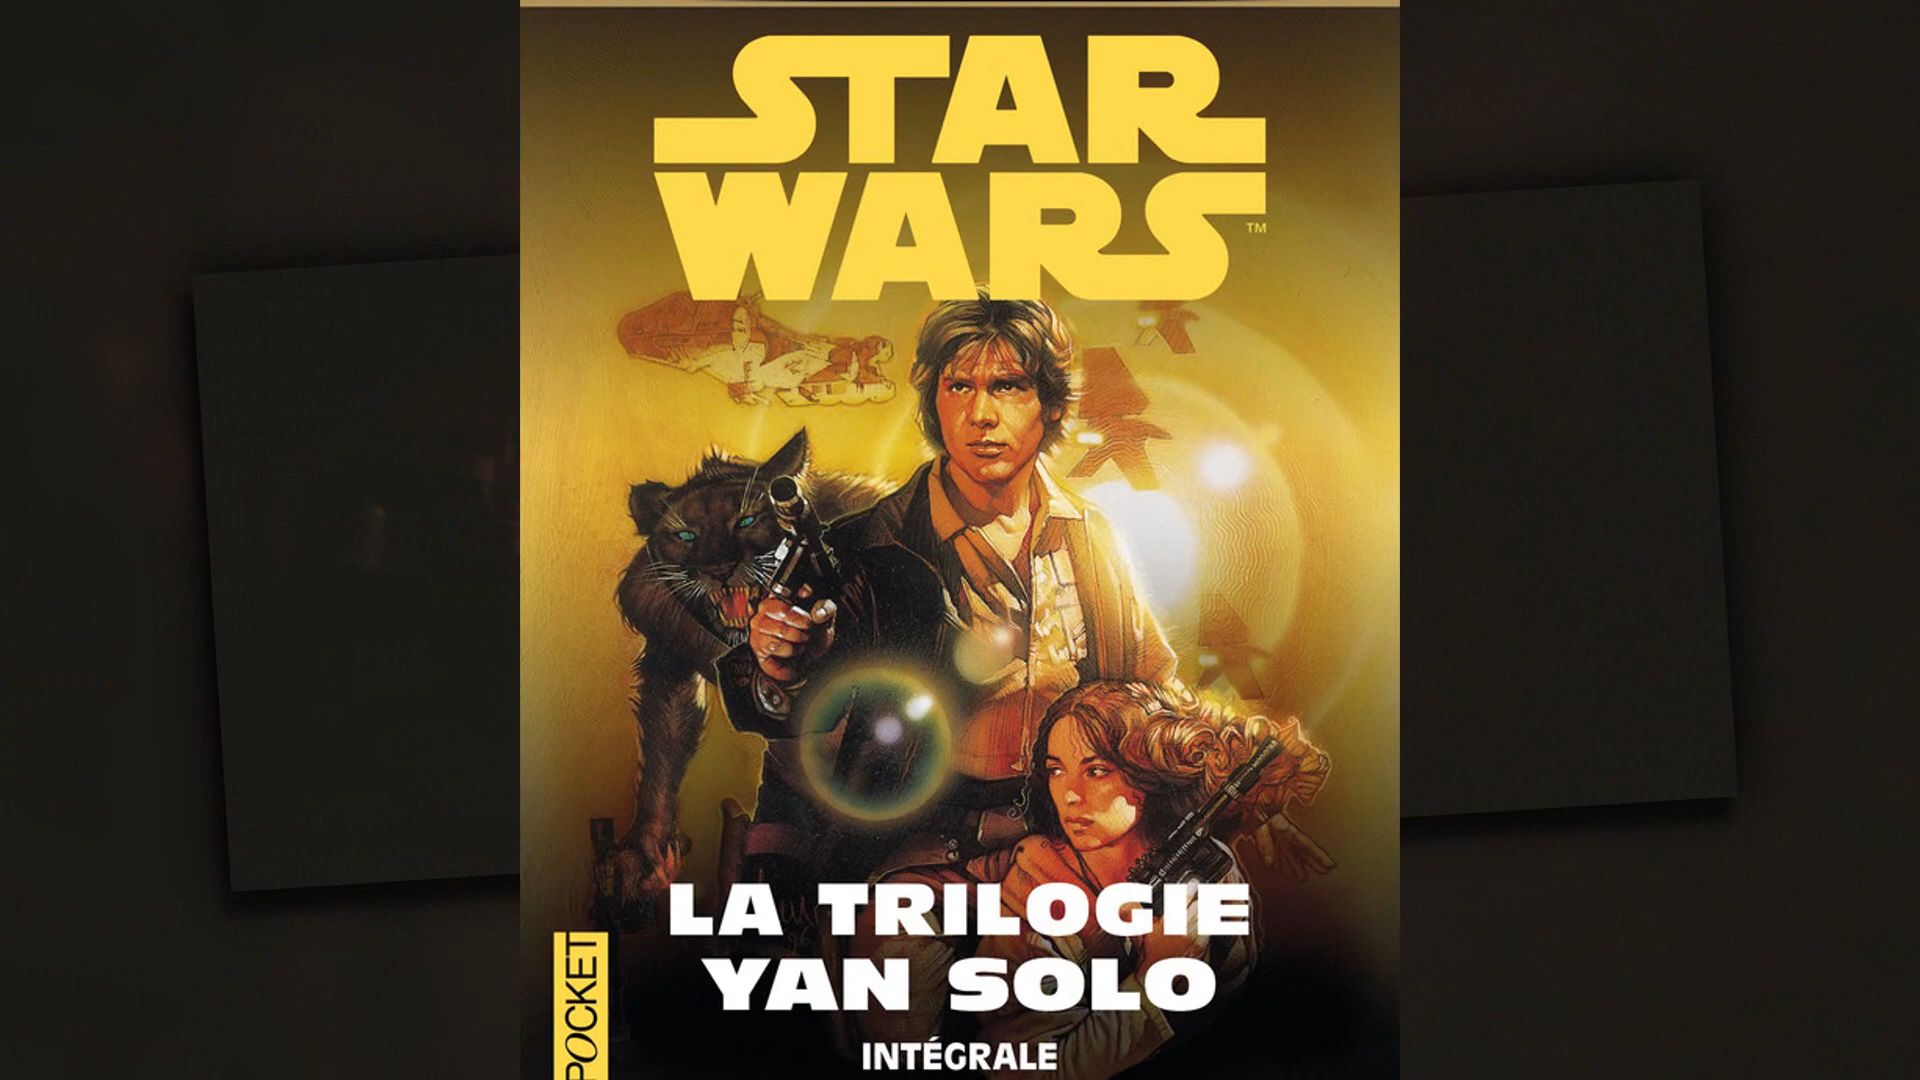 STAR
WARS
TM
LA TRILOGIE
YAN SOLO
INTÉGRALE
POCKET